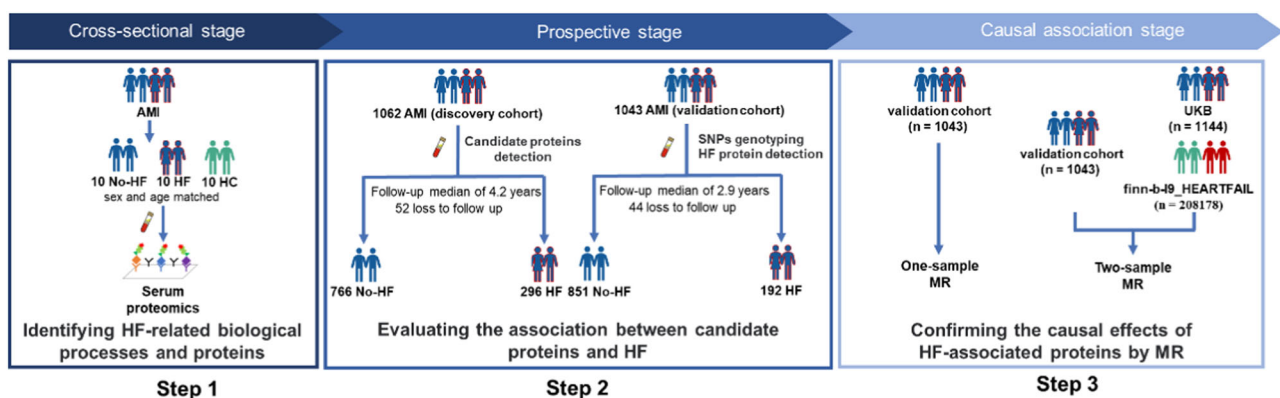 Cross-sectional stage
Prospective stage
Causal association stage
AMI
10 No-HF
10 HF
10 HC
sex and age matched
Serum
proteomics
Identifying HF-related biological
processes and proteins
Step 1
1062 AMI (discovery cohort)
Candidate proteins
detection
Follow-up median of 4.2 years
52 loss to follow up
766 No-HF
296 HF
1043 AMI (validation cohort)
SNPs genotyping
HF protein detection
Follow-up median of 2.9 years
44 loss to follow up
851 No-HF
192 HF
Evaluating the association between candidate
proteins and HF
Step 2
validation cohort
(n = 1043)
One-sample
MR
validation cohort
(n = 1043)
UKB
(n = 1144)
finn-b-I9_HEARTFAIL
(n = 208178)
Two-sample
MR
Confirming the causal effects of
HF-associated proteins by MR
Step 3